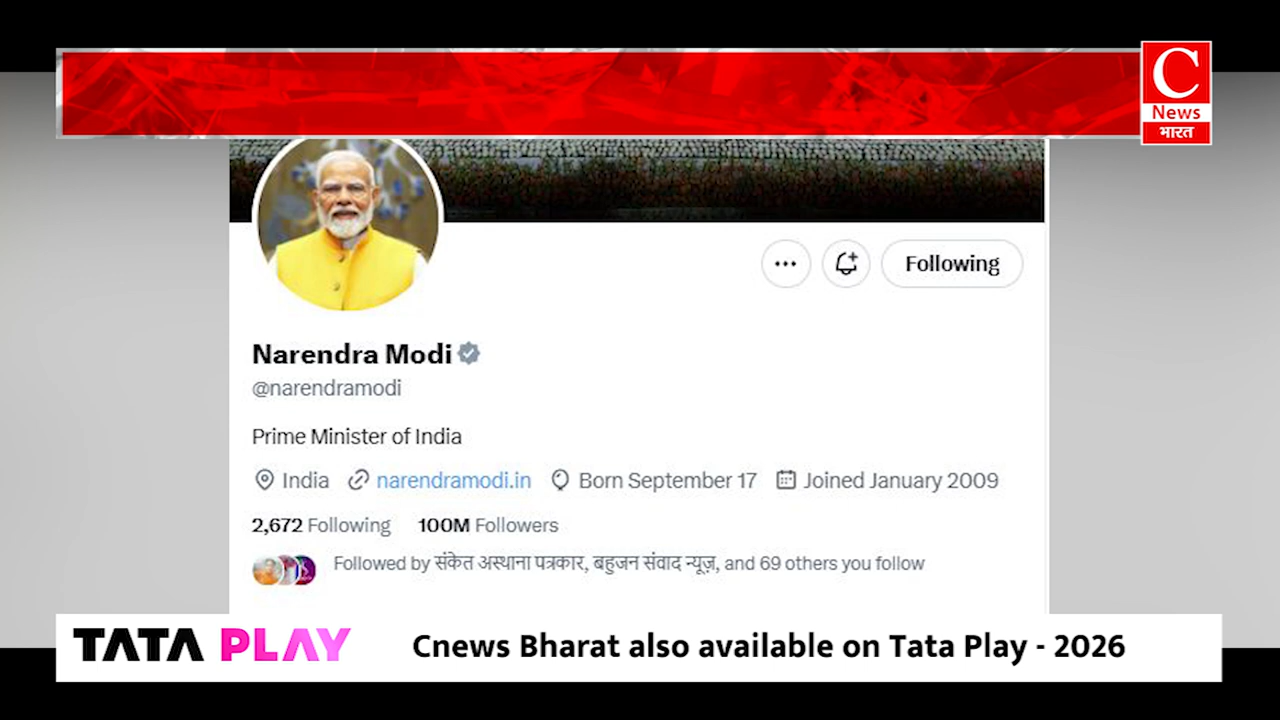 C
News
भारत
Following
Narendra Modi
@narendramodi
Prime Minister of India
India narendramodi.in Born September 17 Joined January 2009
2,672 Following 100M Followers
Followed by संकेत अस्थाना पत्रकार, बहुजन संवाद न्यूज़, and 69 others you follow
TATA PLAY Cnews Bharat also available on Tata Play - 2026